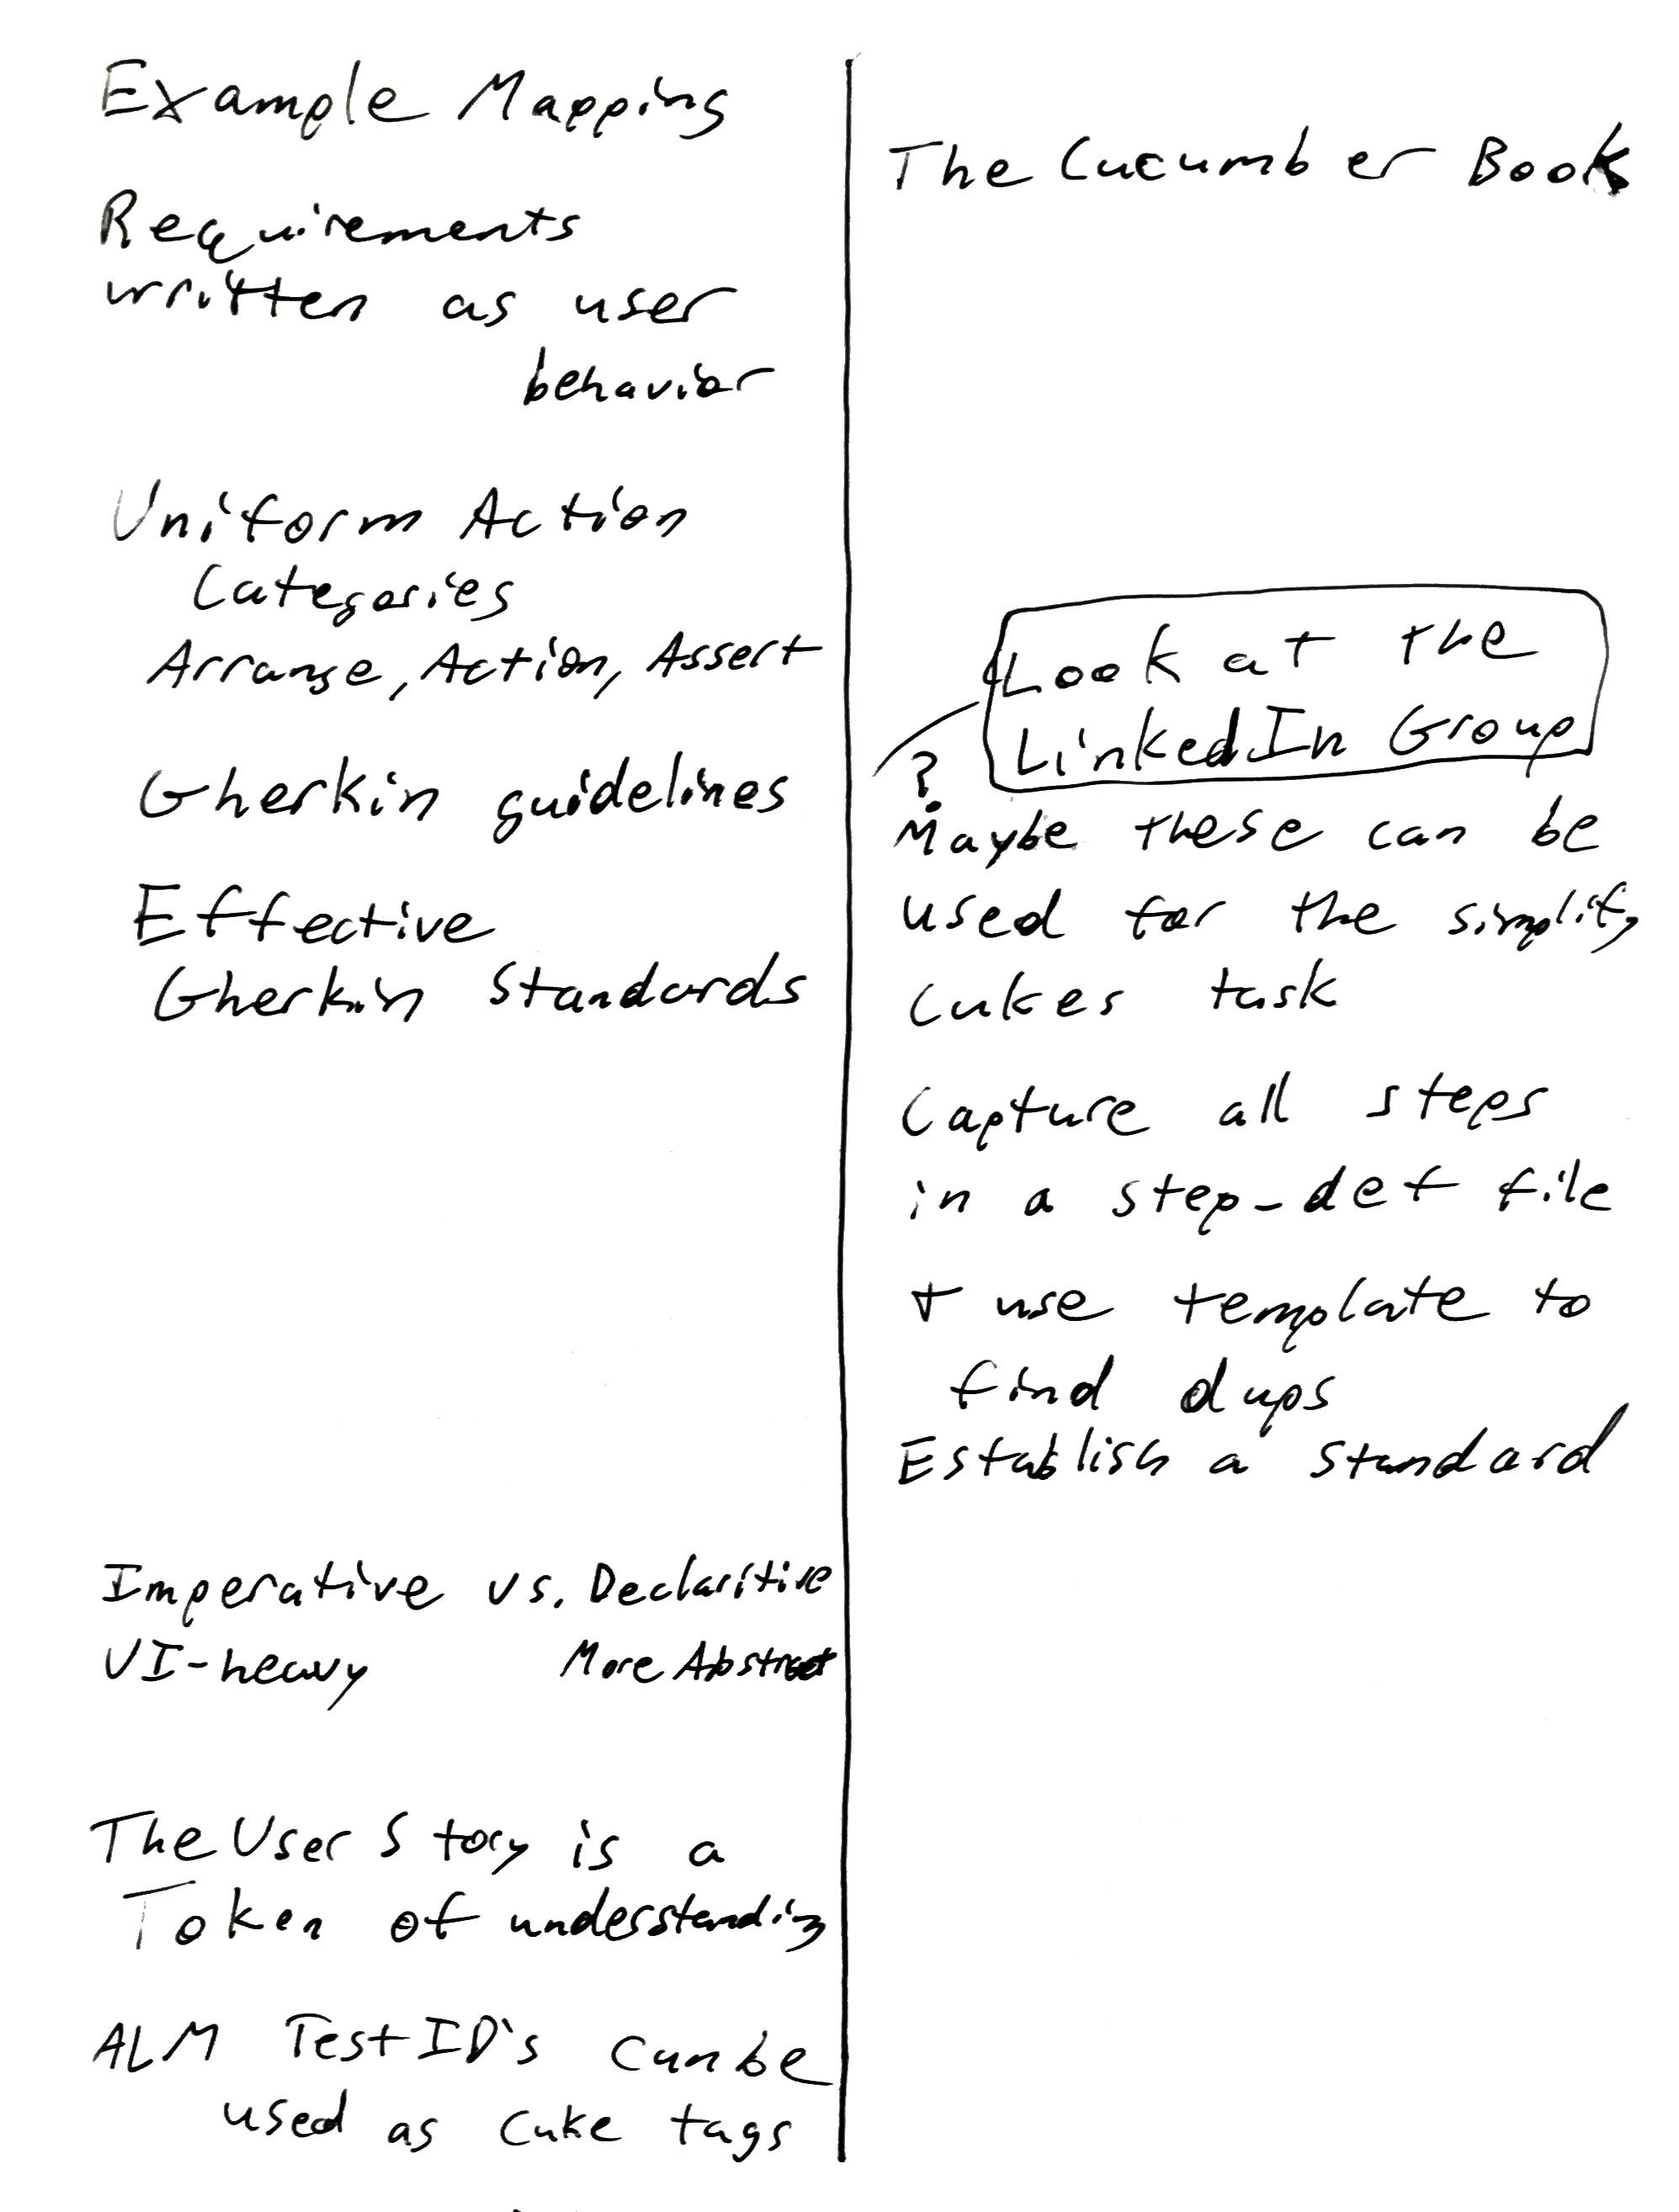 Example Mapping
Requirements
written as user
behavior
Uniform Action
Categories
Arrange, Action, Assert
Gherkin guidelines
Effective
Gherkin Standards
Imperative vs. Declaritive
UI-heavy More Abstract
The User Story is a
Token of understanding
ALM Test ID's can be
used as cuke tags
The Cucumber Book
Look at the
LinkedIn Group
?
Maybe these can be
used for the simplify
cukes task
Capture all steps
in a step-def file
+ use template to
find dups
Establish a standard